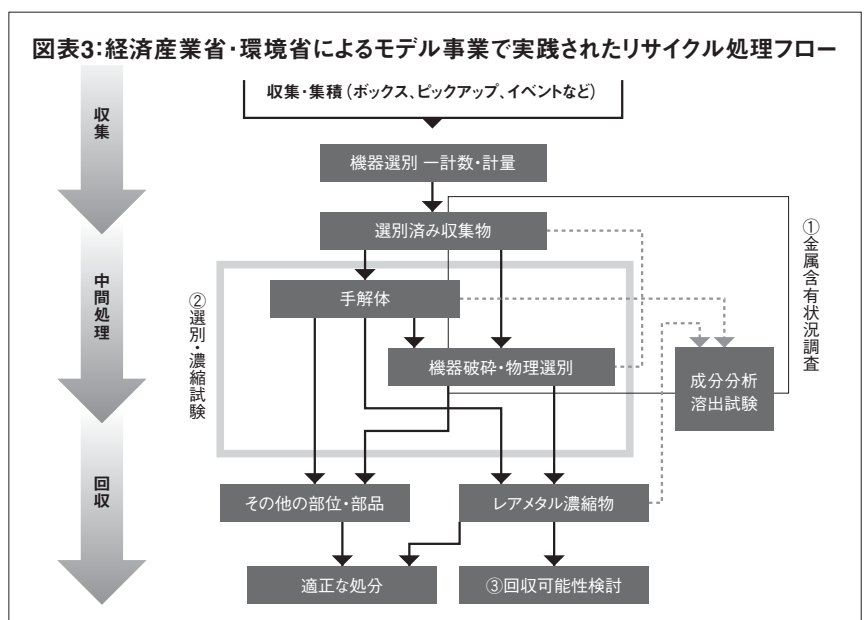 図表3：経済産業省・環境省によるモデル事業で実践されたリサイクル処理フロー
収集・集積（ボックス、ピックアップ、イベントなど）
収集
機器選別 ー計数・計量
選別済み収集物
①金属含有状況調査
中間処理
②選別・濃縮試験
手解体
機器破砕・物理選別
成分分析
溶出試験
回収
その他の部位・部品
レアメタル濃縮物
適正な処分
③回収可能性検討